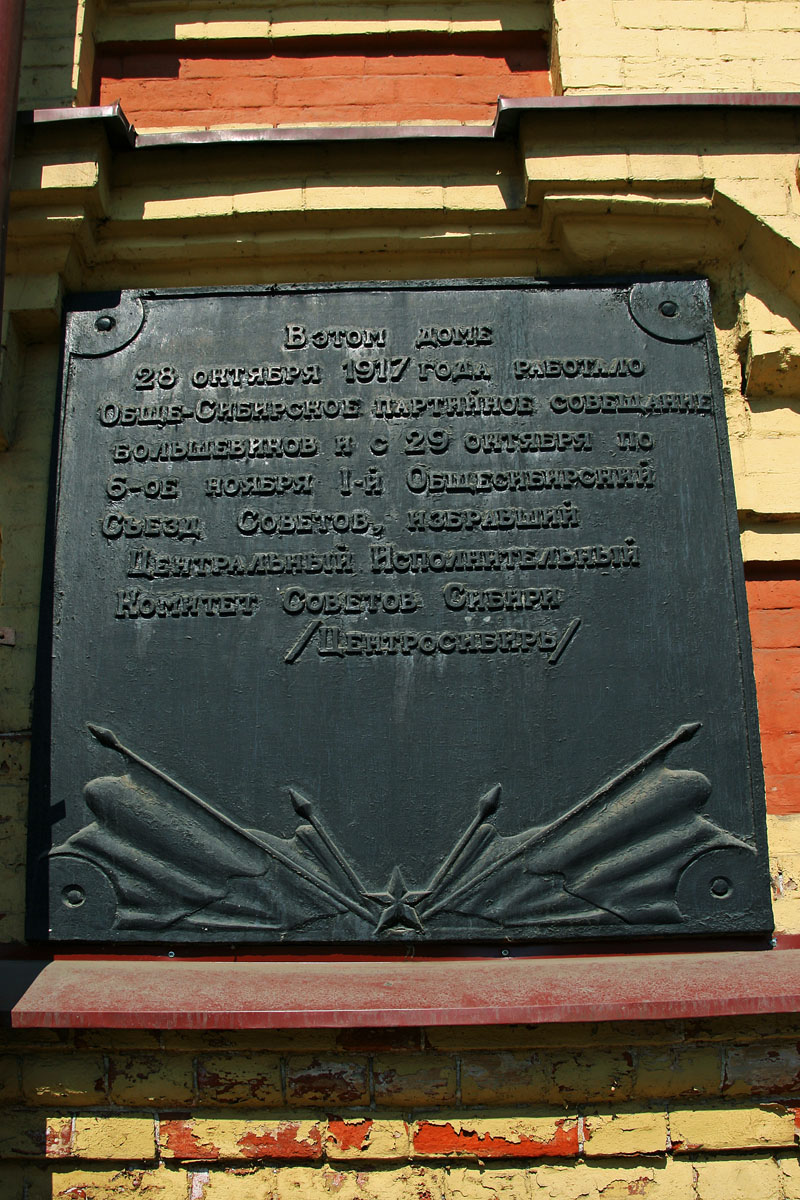 В этом доме
28 октября 1917 года работало
Обще-Сибирское партийное совещание
большевиков и с 29 октября по
6-ое ноября I-й Общесибирский
Съезд Советов, избравший
Центральный Исполнительный
Комитет Советов Сибири
/Центросибирь/